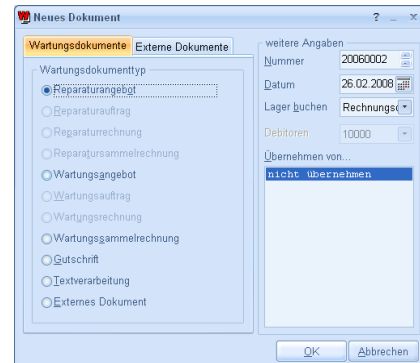 Neues Dokument
Wartungsdokumente
Externe Dokumente
Wartungsdokumenttyp
Reparaturangebot
Reparaturauftrag
Reparaturrechnung
Reparatursammelrechnung
Wartungsangebot
Wartungsauftrag
Wartungsrechnung
Wartungssammelrechnung
Gutschrift
Textverarbeitung
Externes Dokument
weitere Angaben
Nummer 20060002
Datum 26.02.2008
Lager buchen Rechnungs
Debitoren 10000
Übernehmen von...
nicht übernehmen
OK
Abbrechen